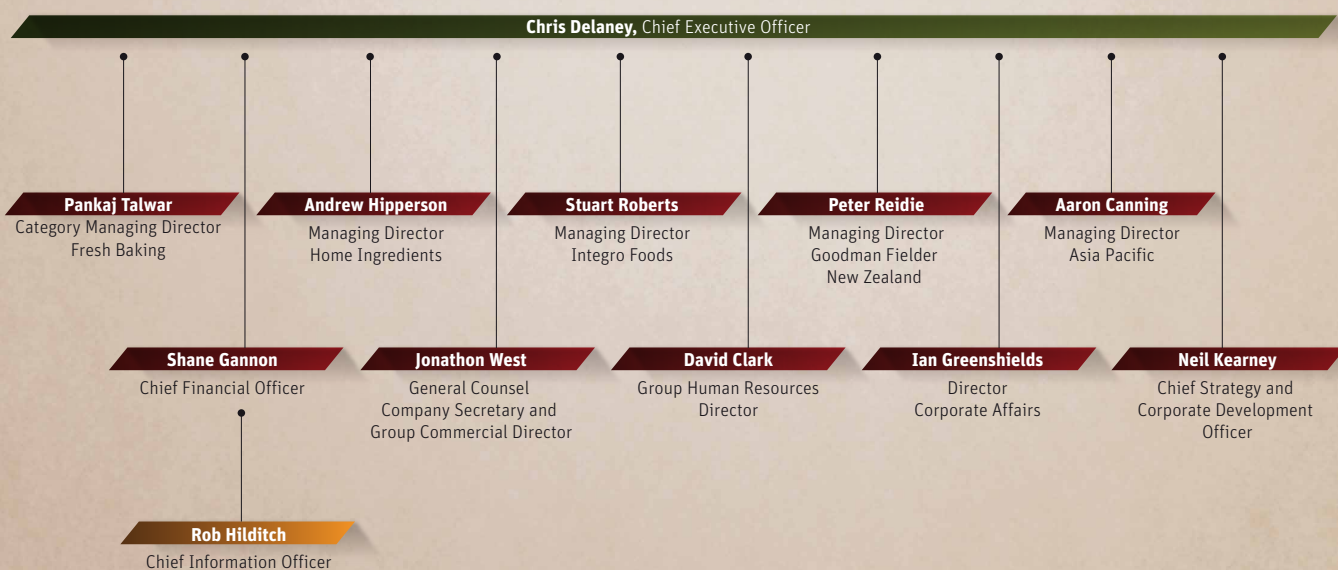 Chris Delaney, Chief Executive Officer
Pankaj Talwar
Category Managing Director
Fresh Baking
Andrew Hipperson
Managing Director
Home Ingredients
Stuart Roberts
Managing Director
Integro Foods
Peter Reidie
Managing Director
Goodman Fielder
New Zealand
Aaron Canning
Managing Director
Asia Pacific
Shane Gannon
Chief Financial Officer
Jonathon West
General Counsel
Company Secretary and
Group Commercial Director
David Clark
Group Human Resources
Director
Ian Greenshields
Director
Corporate Affairs
Neil Kearney
Chief Strategy and
Corporate Development
Officer
Rob Hilditch
Chief Information Officer